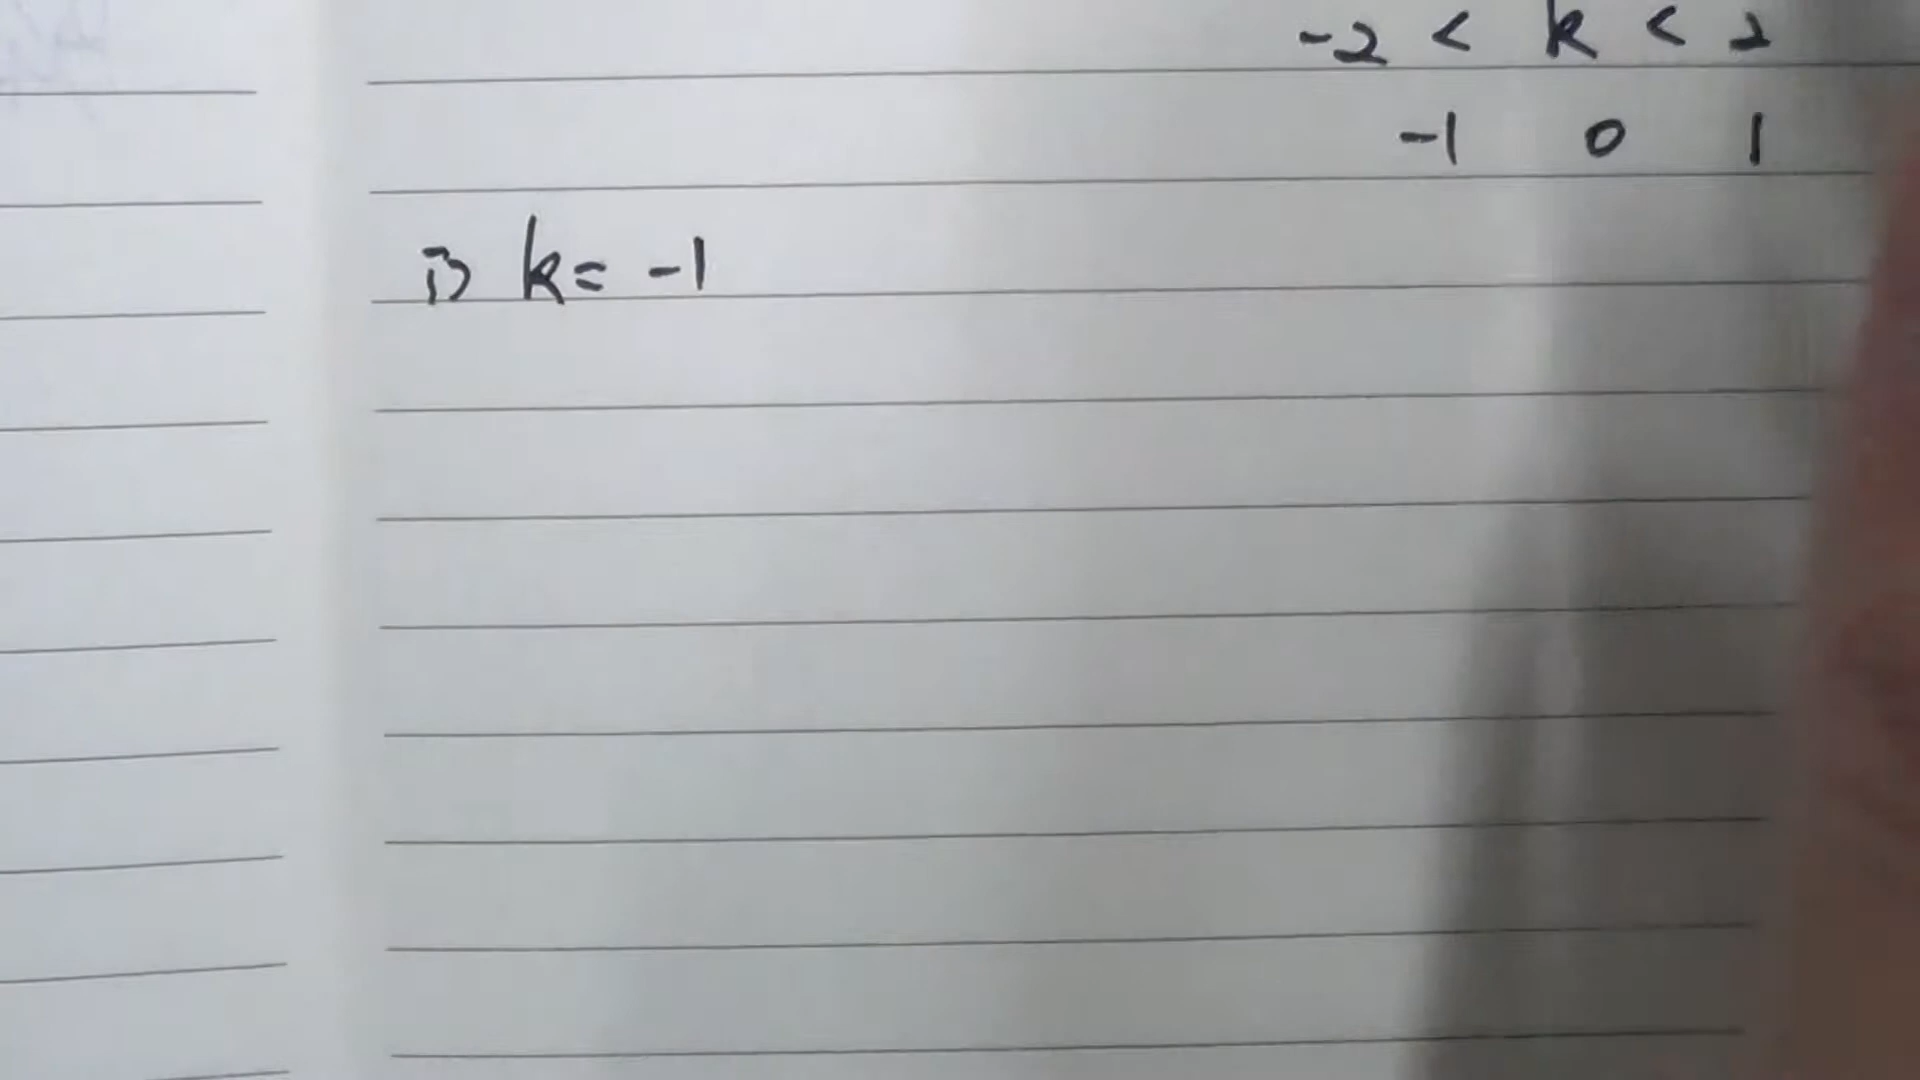 -2 < k < 2
-1 0 1
i) k = -1